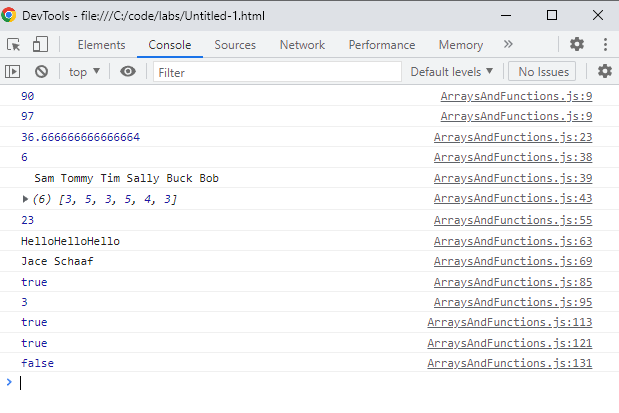 DevTools - file:///C:/code/labs/Untitled-1.html
Elements Console Sources Network Performance Memory »
top ▼ Filter Default levels ▼ No Issues
90 ArraysAndFunctions.js:9
97 ArraysAndFunctions.js:9
36.666666666666664 ArraysAndFunctions.js:23
6 ArraysAndFunctions.js:38
Sam Tommy Tim Sally Buck Bob ArraysAndFunctions.js:39
▶ (6) [3, 5, 3, 5, 4, 3] ArraysAndFunctions.js:43
23 ArraysAndFunctions.js:55
HelloHelloHello ArraysAndFunctions.js:63
Jace Schaaf ArraysAndFunctions.js:69
true ArraysAndFunctions.js:85
3 ArraysAndFunctions.js:95
true ArraysAndFunctions.js:113
true ArraysAndFunctions.js:121
false ArraysAndFunctions.js:131
>